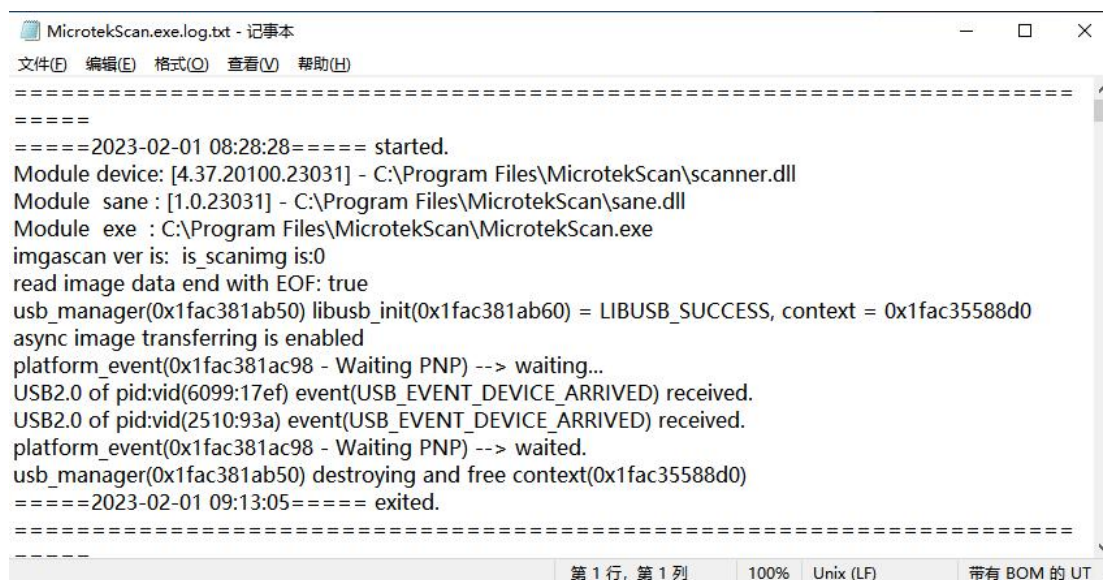 MicrotekScan.exe.log.txt - 记事本
文件(F) 编辑(E) 格式(O) 查看(V) 帮助(H)
====================================================================
=====
=====2023-02-01 08:28:28===== started.
Module device: [4.37.20100.23031] - C:\Program Files\MicrotekScan\scanner.dll
Module  sane : [1.0.23031] - C:\Program Files\MicrotekScan\sane.dll
Module  exe  : C:\Program Files\MicrotekScan\MicrotekScan.exe
imgascan ver is:  is_scanimg is:0
read image data end with EOF: true
usb_manager(0x1fac381ab50) libusb_init(0x1fac381ab60) = LIBUSB_SUCCESS, context = 0x1fac35588d0
async image transferring is enabled
platform_event(0x1fac381ac98 - Waiting PNP) --> waiting...
USB2.0 of pid:vid(6099:17ef) event(USB_EVENT_DEVICE_ARRIVED) received.
USB2.0 of pid:vid(2510:93a) event(USB_EVENT_DEVICE_ARRIVED) received.
platform_event(0x1fac381ac98 - Waiting PNP) --> waited.
usb_manager(0x1fac381ab50) destroying and free context(0x1fac35588d0)
=====2023-02-01 09:13:05===== exited.
====================================================================
=====
第 1 行, 第 1 列 100% Unix (LF) 带有 BOM 的 UT